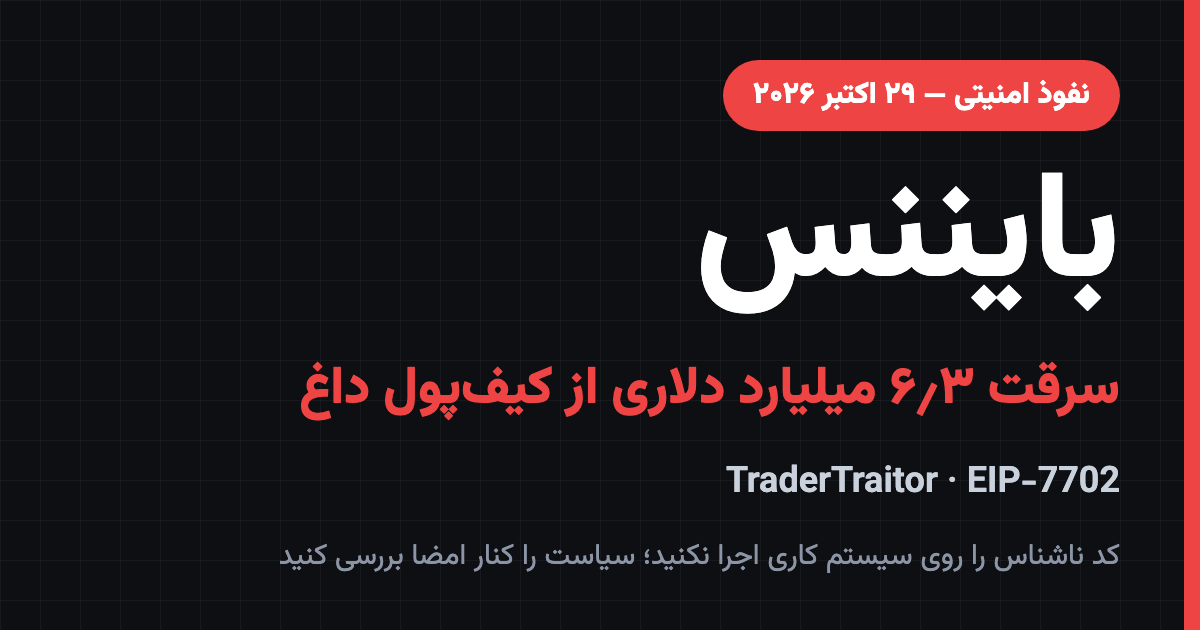 نفوذ امنیتی — ۲۹ اکتبر ۲۰۲۶
بایننس
سرقت ۶٫۳ میلیارد دلاری از کیف‌پول داغ
TraderTraitor · EIP-7702
کد ناشناس را روی سیستم کاری اجرا نکنید؛ سیاست را کنار امضا بررسی کنید